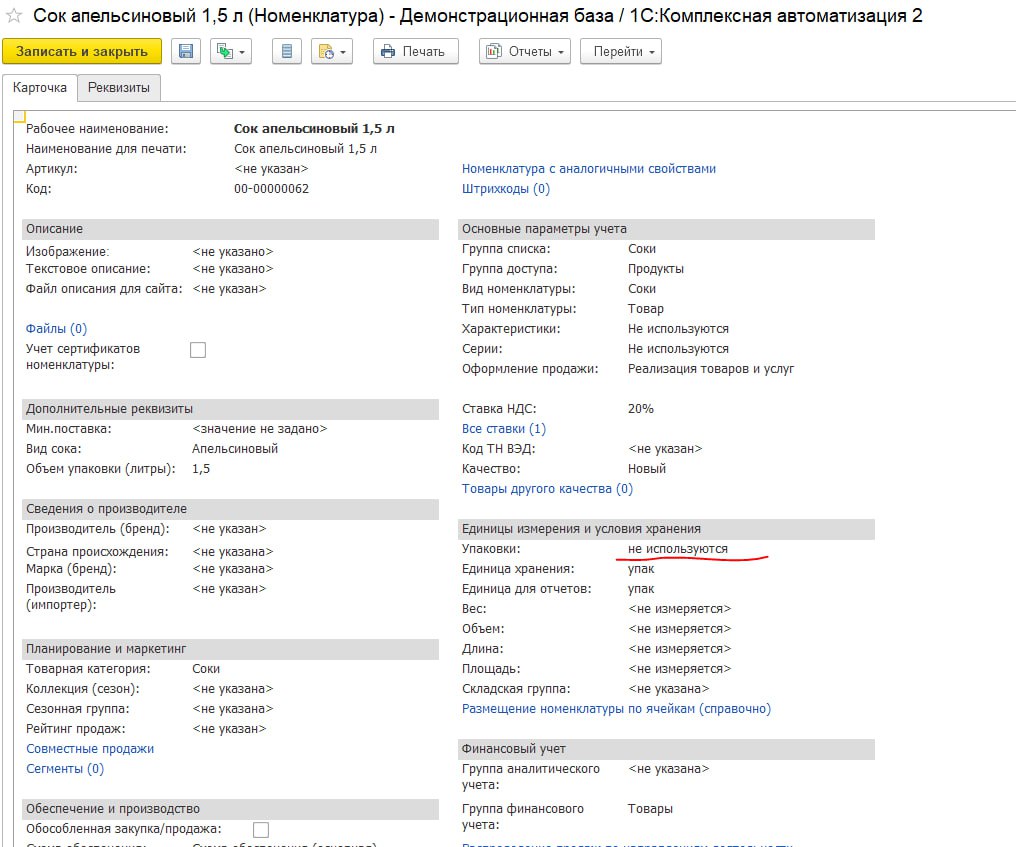 Сок апельсиновый 1,5 л (Номенклатура) - Демонстрационная база / 1С:Комплексная автоматизация 2
Записать и закрыть
Печать
Отчеты
Перейти
Карточка
Реквизиты
Рабочее наименование: Сок апельсиновый 1,5 л
Наименование для печати: Сок апельсиновый 1,5 л
Артикул: <не указан>
Код: 00-00000062
Номенклатура с аналогичными свойствами
Штрихкоды (0)
Описание
Изображение: <не указано>
Текстовое описание: <не указано>
Файл описания для сайта: <не указан>
Файлы (0)
Учет сертификатов
номенклатуры:
Дополнительные реквизиты
Мин.поставка: <значение не задано>
Вид сока: Апельсиновый
Объем упаковки (литры): 1,5
Сведения о производителе
Производитель (бренд): <не указан>
Страна происхождения: <не указана>
Марка (бренд): <не указана>
Производитель <не указан>
(импортер):
Планирование и маркетинг
Товарная категория: Соки
Коллекция (сезон): <не указана>
Сезонная группа: <не указана>
Рейтинг продаж: <не указан>
Совместные продажи
Сегменты (0)
Обеспечение и производство
Обособленная закупка/продажа:
Основные параметры учета
Группа списка: Соки
Группа доступа: Продукты
Вид номенклатуры: Соки
Тип номенклатуры: Товар
Характеристики: Не используются
Серии: Не используются
Оформление продажи: Реализация товаров и услуг
Ставка НДС: 20%
Все ставки (1)
Код ТН ВЭД: <не указан>
Качество: Новый
Товары другого качества (0)
Единицы измерения и условия хранения
Упаковки: не используются
Единица хранения: упак
Единица для отчетов: упак
Вес: <не измеряется>
Объем: <не измеряется>
Длина: <не измеряется>
Площадь: <не измеряется>
Складская группа: <не указана>
Размещение номенклатуры по ячейкам (справочно)
Финансовый учет
Группа аналитического <не указана>
учета:
Группа финансового Товары
учета: